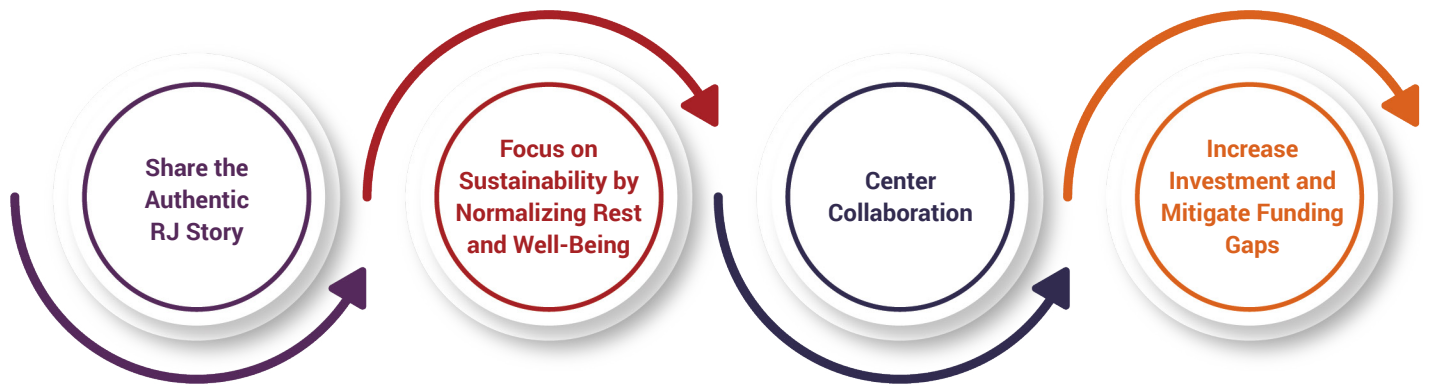 Share the
Authentic
RJ Story
Focus on
Sustainability by
Normalizing Rest
and Well-Being
Center
Collaboration
Increase
Investment and
Mitigate Funding
Gaps